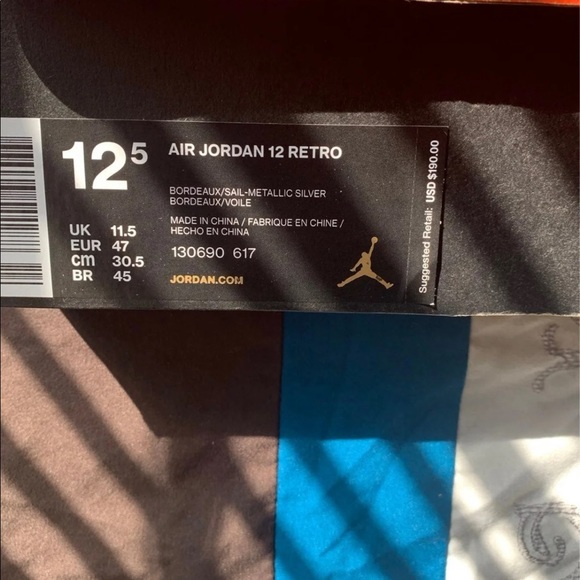 12⁵
AIR JORDAN 12 RETRO
BORDEAUX/SAIL-METALLIC SILVER
BORDEAUX/VOILE
MADE IN CHINA / FABRIQUE EN CHINE /
HECHO EN CHINA
130690 617
JORDAN.COM
UK 11.5
EUR 47
cm 30.5
BR 45
Suggested Retail: USD $190.00